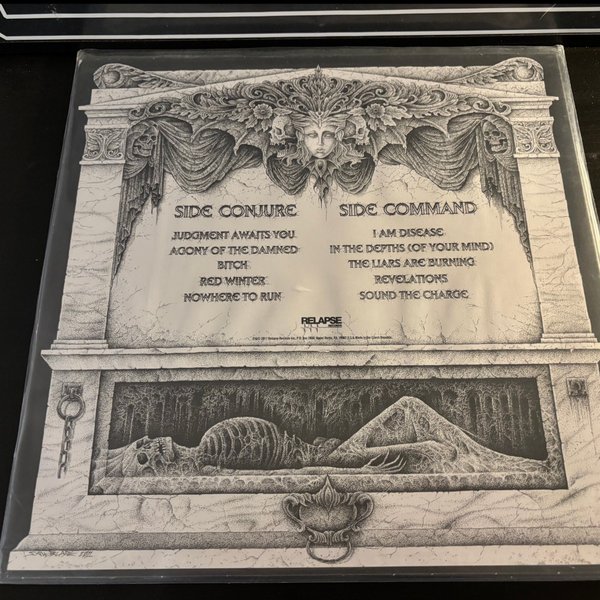 SIDE CONJURE
JUDGMENT AWAITS YOU
AGONY OF THE DAMNED
BITCH
RED WINTER
NOWHERE TO RUN
SIDE COMMAND
I AM DISEASE
IN THE DEPTHS (OF YOUR MIND)
THE LIARS ARE BURNING
REVELATIONS
SOUND THE CHARGE
RELAPSE